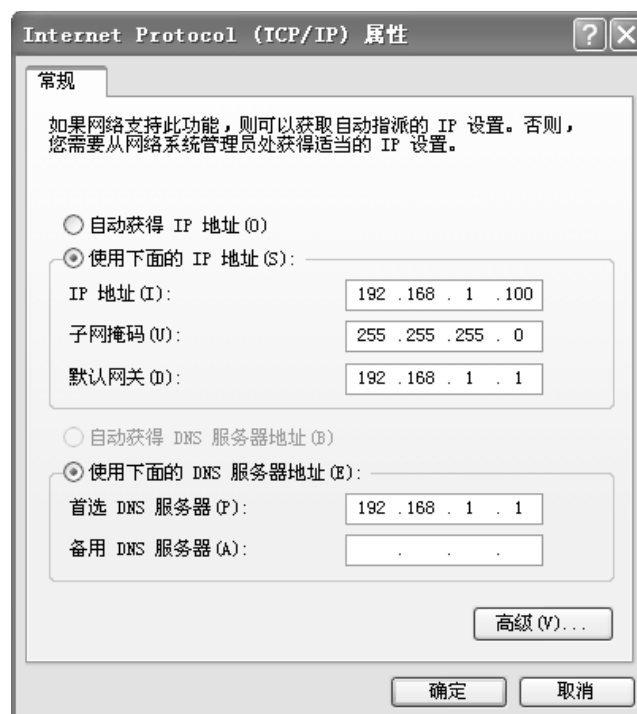 Internet Protocol (TCP/IP) 属性
常规
如果网络支持此功能，则可以获取自动指派的 IP 设置。否则，
您需要从网络系统管理员处获得适当的 IP 设置。
自动获得 IP 地址(O)
使用下面的 IP 地址(S):
IP 地址(I): 192 .168 . 1 .100
子网掩码(U): 255 .255 .255 . 0
默认网关(D): 192 .168 . 1 . 1
自动获得 DNS 服务器地址(B)
使用下面的 DNS 服务器地址(E):
首选 DNS 服务器(P): 192 .168 . 1 . 1
备用 DNS 服务器(A): . . .
高级(V)...
确定 取消